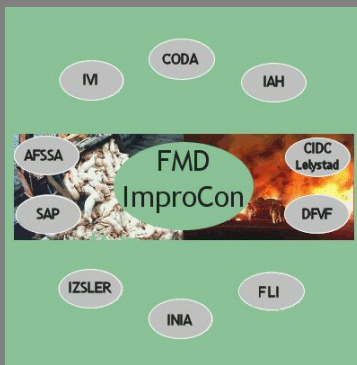 CODA
IVI
IAH
AFSSA
CIDC
Lelystad
FMD
ImproCon
SAP
DFVF
IZSLER
FLI
INIA